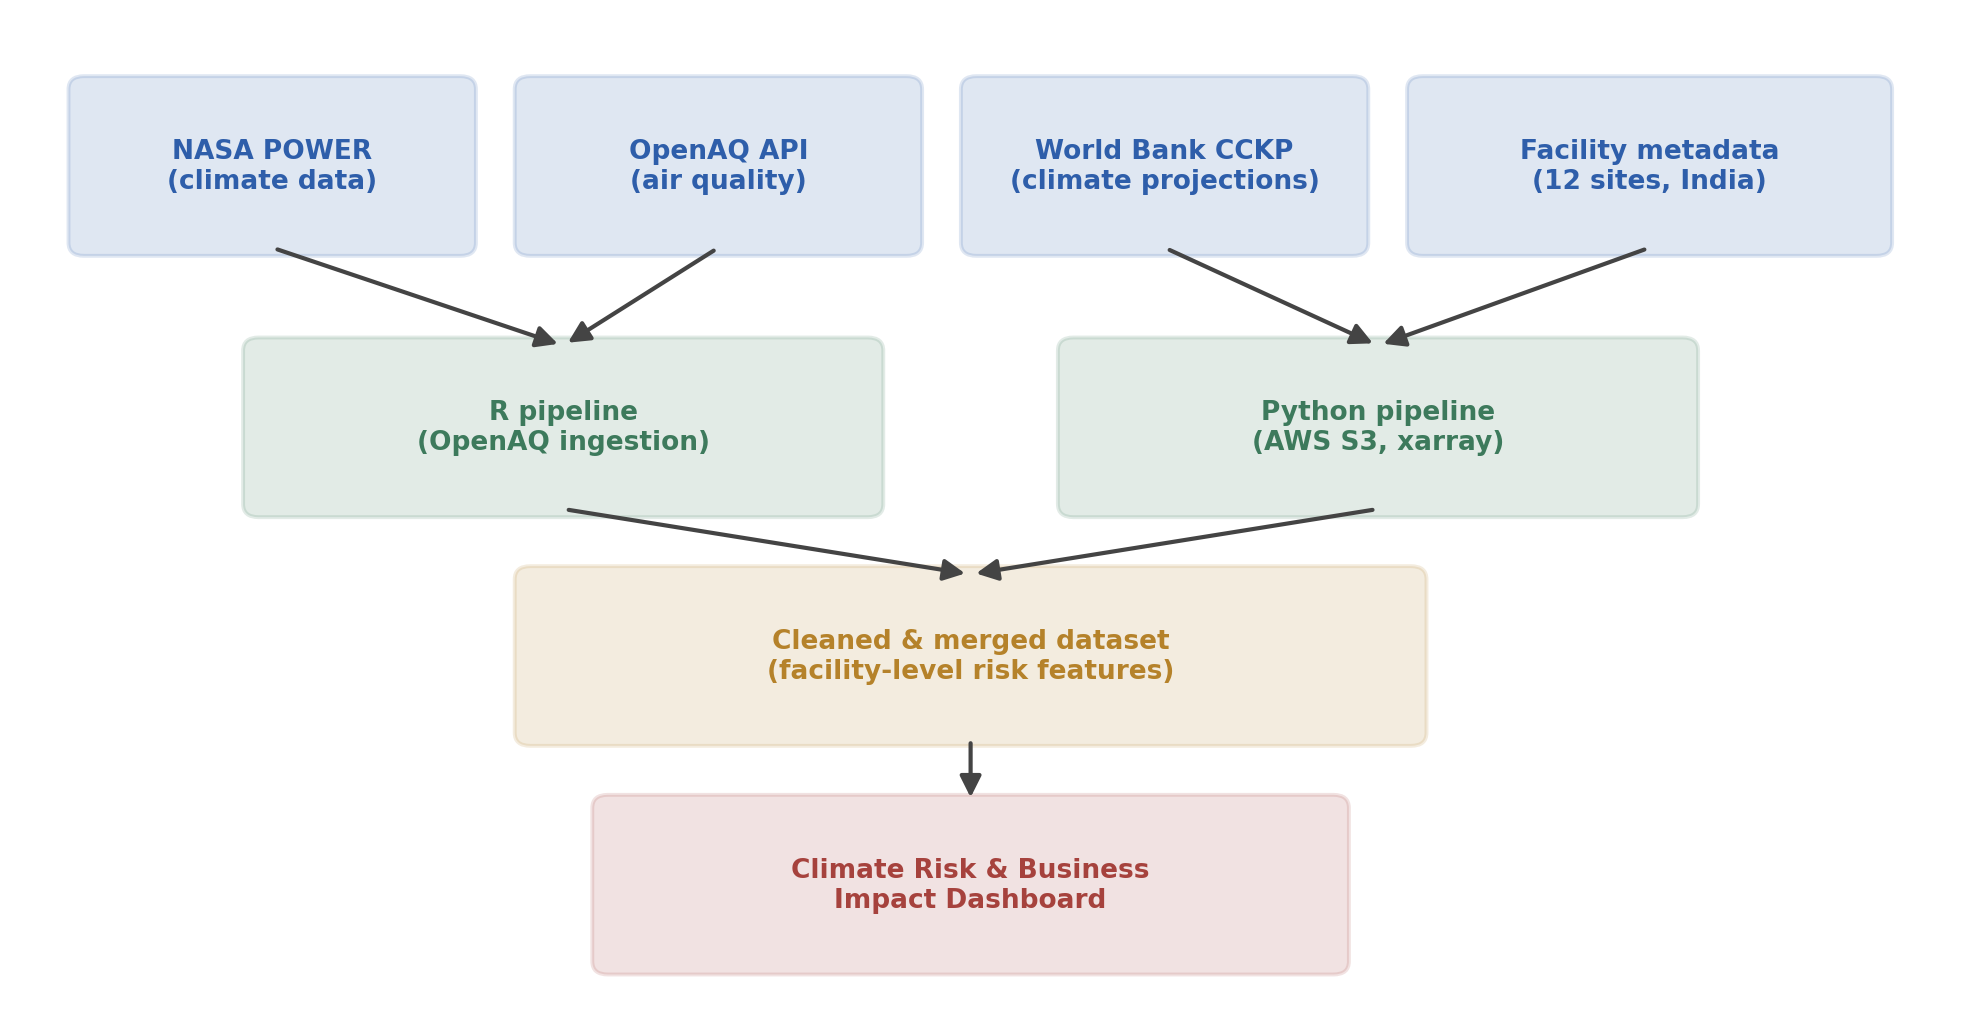 NASA POWER
(climate data)
OpenAQ API
(air quality)
World Bank CCKP
(climate projections)
Facility metadata
(12 sites, India)
R pipeline
(OpenAQ ingestion)
Python pipeline
(AWS S3, xarray)
Cleaned & merged dataset
(facility-level risk features)
Climate Risk & Business
Impact Dashboard